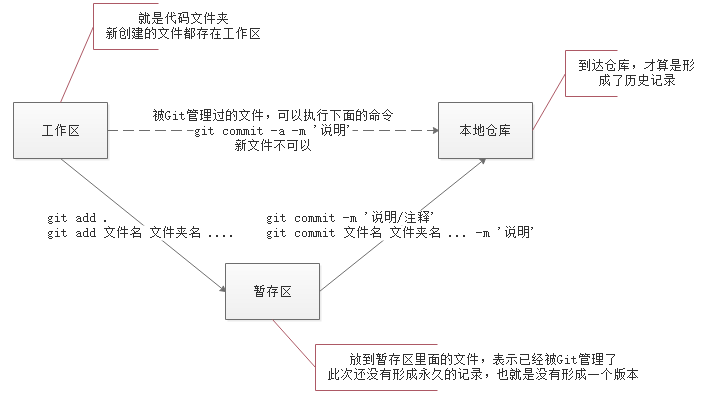 就是代码文件夹
新创建的文件都存在工作区
到达仓库，才算是形
成了历史记录
工作区
被Git管理过的文件，可以执行下面的命令
git commit -a -m '说明'
新文件不可以
本地仓库
git add .
git add 文件名 文件夹名 ....
git commit -m '说明/注释'
git commit 文件名 文件夹名 ... -m '说明'
暂存区
放到暂存区里面的文件，表示已经被Git管理了
此次还没有形成永久的记录，也就是没有形成一个版本